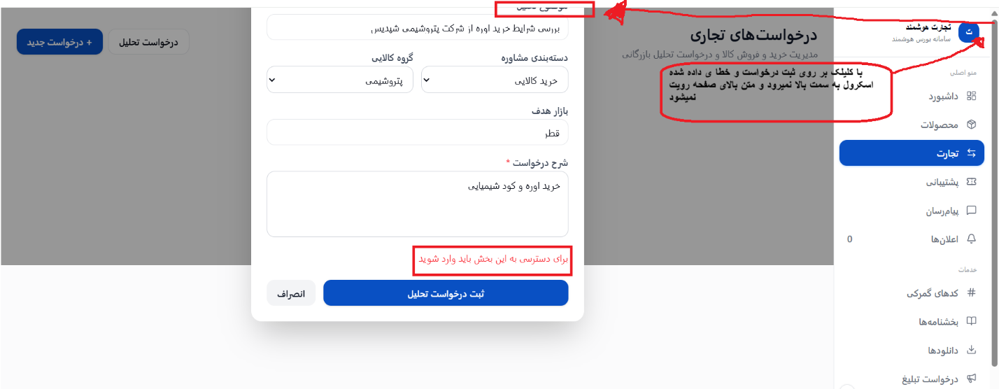 موضوع تحلیل
بررسی شرایط خرید اوره از شرکت پتروشیمی شپدیس
دسته‌بندی مشاوره
گروه کالایی
خرید کالایی
پتروشیمی
بازار هدف
قطر
شرح درخواست *
خرید اوره و کود شیمیایی
برای دسترسی به این بخش باید وارد شوید
ثبت درخواست تحلیل
انصراف
درخواست‌های تجاری
مدیریت خرید و فروش کالا و درخواست تحلیل بازرگانی
درخواست تحلیل
+ درخواست جدید
با کلیلک بر روی ثبت درخواست و خطا ی داده شده
اسکرول به سمت بالا نمیرود و متن بالای صفحه رویت
نمیشود
ت
تجارت هوشمند
سامانه بورس هوشمند
منو اصلی
داشبورد
محصولات
تجارت
پشتیبانی
پیام‌رسان
اعلان‌ها
0
خدمات
کدهای گمرکی
بخشنامه‌ها
دانلودها
درخواست تبلیغ